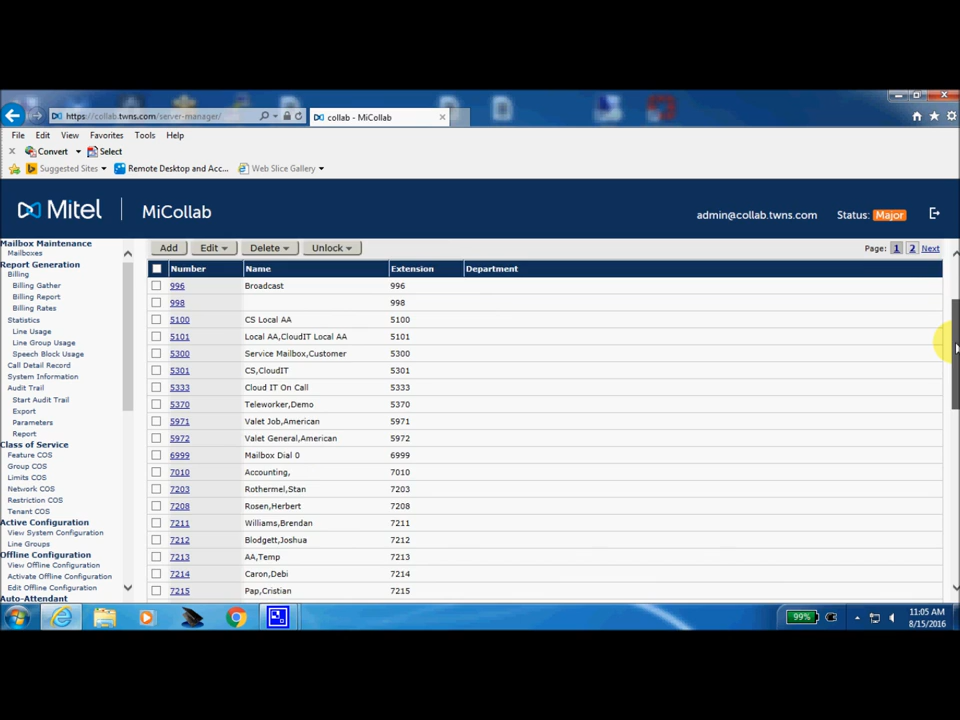 https://collab.twns.com/server-manager/
collab - MiCollab
File Edit View Favorites Tools Help
Convert Select
Suggested Sites Remote Desktop and Acc... Web Slice Gallery
Mitel MiCollab
admin@collab.twns.com Status: Major
Mailbox Maintenance
Mailboxes
Report Generation
Billing
Billing Gather
Billing Report
Billing Rates
Statistics
Line Usage
Line Group Usage
Speech Block Usage
Call Detail Record
System Information
Audit Trail
Start Audit Trail
Export
Parameters
Report
Class of Service
Feature COS
Group COS
Limits COS
Network COS
Restriction COS
Tenant COS
Active Configuration
View System Configuration
Line Groups
Offline Configuration
View Offline Configuration
Activate Offline Configuration
Edit Offline Configuration
Auto-Attendant
Add Edit Delete Unlock Page: 1 2 Next
Number Name Extension Department
996 Broadcast 996
998 998
5100 CS Local AA 5100
5101 Local AA,CloudIT Local AA 5101
5300 Service Mailbox,Customer 5300
5301 CS,CloudIT 5301
5333 Cloud IT On Call 5333
5370 Teleworker,Demo 5370
5971 Valet Job,American 5971
5972 Valet General,American 5972
6999 Mailbox Dial 0 6999
7010 Accounting, 7010
7203 Rothermel,Stan 7203
7208 Rosen,Herbert 7208
7211 Williams,Brendan 7211
7212 Blodgett,Joshua 7212
7213 AA,Temp 7213
7214 Caron,Debi 7214
7215 Pap,Cristian 7215
99%
11:05 AM
8/15/2016